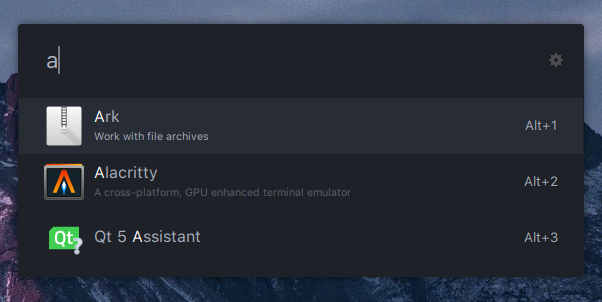 a
Ark
Work with file archives
Alt+1
Alacritty
A cross-platform, GPU enhanced terminal emulator
Alt+2
Qt
?
Qt 5 Assistant
Alt+3